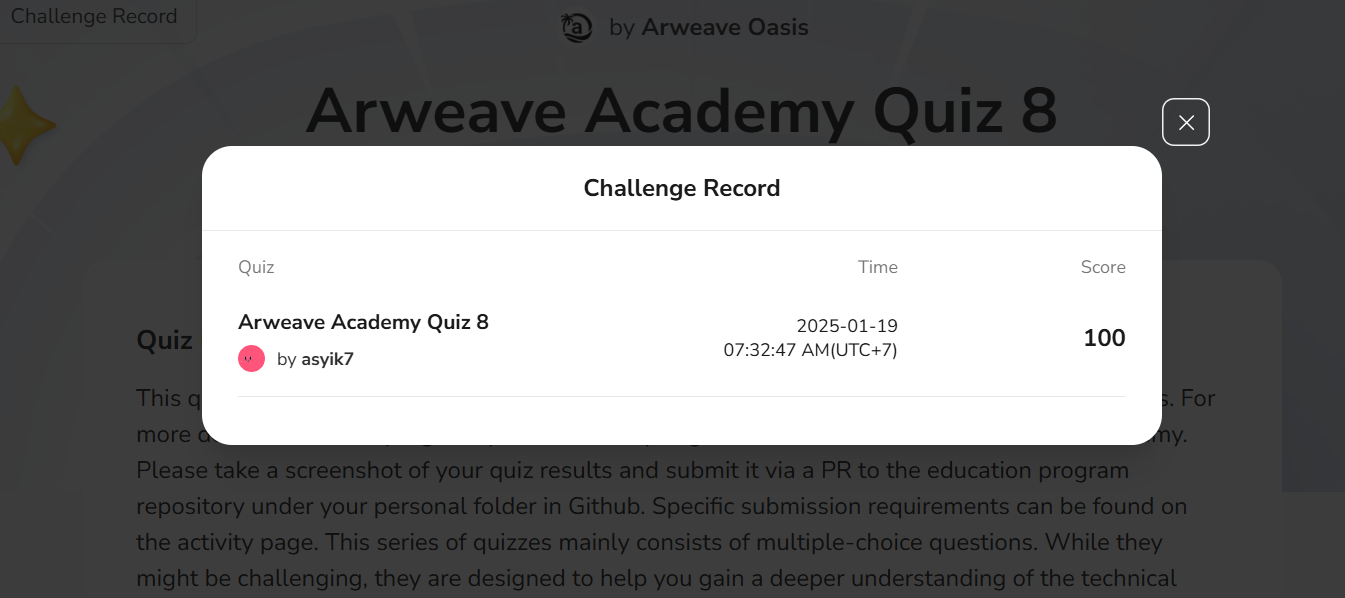 Challenge Record
by Arweave Oasis
Arweave Academy Quiz 8
Challenge Record
Quiz Time Score
Arweave Academy Quiz 8
by asyik7
2025-01-19
07:32:47 AM(UTC+7)
100
Quiz
This
For
more
Please take a screenshot of your quiz results and submit it via a PR to the education program
repository under your personal folder in Github. Specific submission requirements can be found on
the activity page. This series of quizzes mainly consists of multiple-choice questions. While they
might be challenging, they are designed to help you gain a deeper understanding of the technical